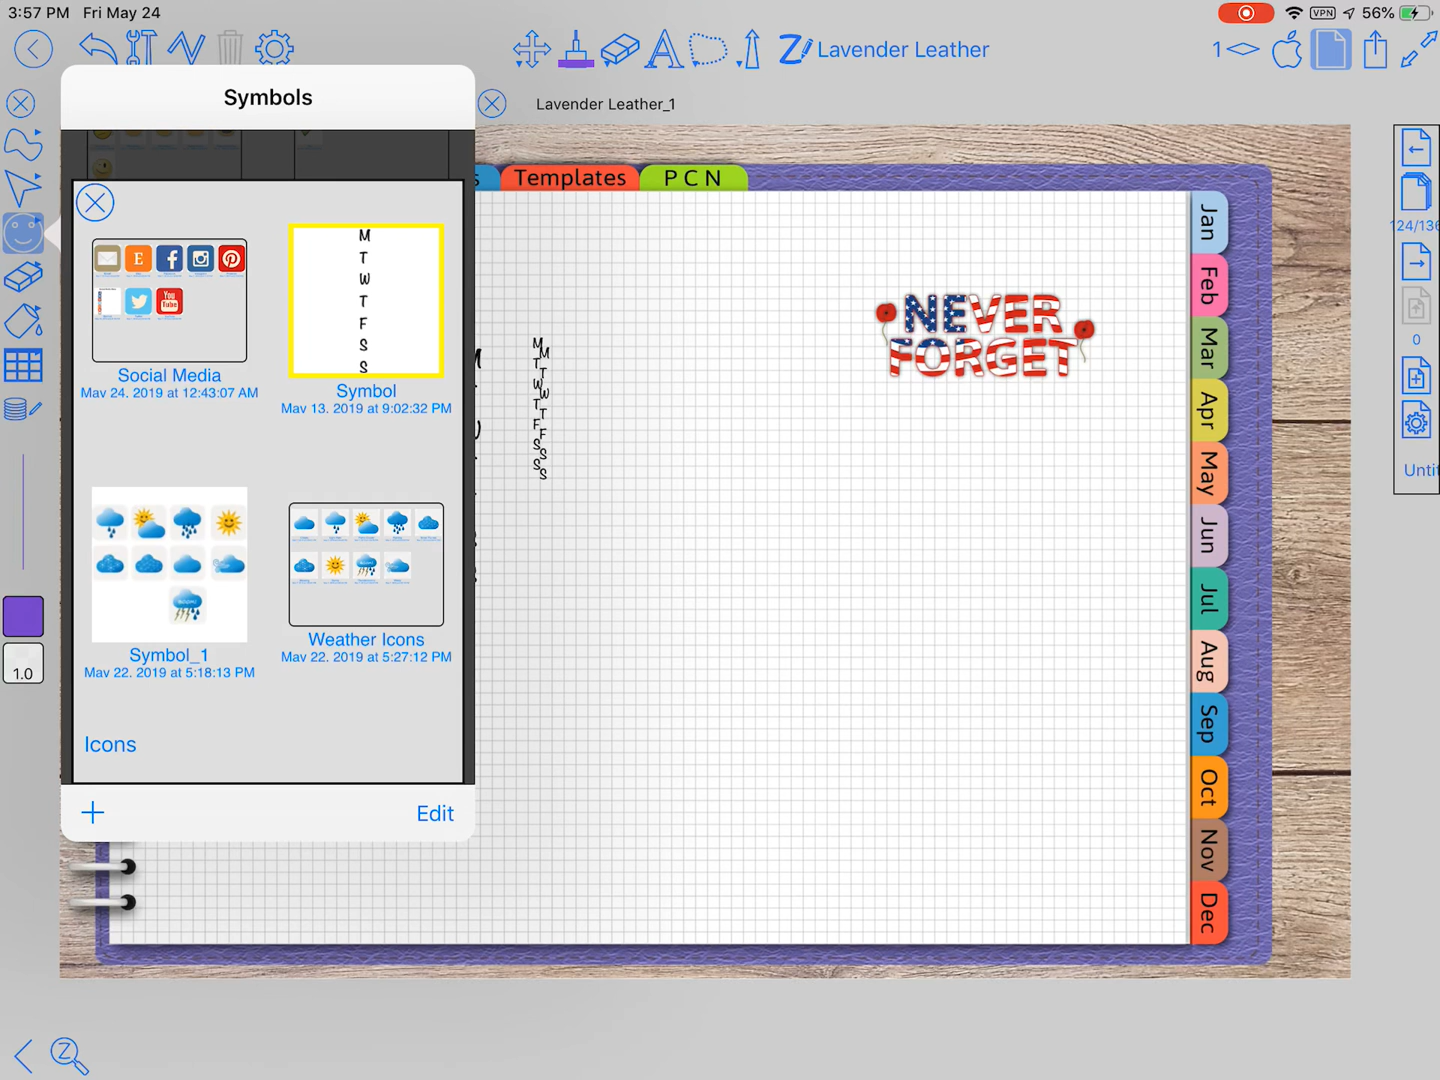 3:57 PM Fri May 24
VPN 56%
Lavender Leather
1
Symbols
Lavender Leather_1
s
Templates
P C N
M
T
W
T
F
S
S
Social Media
May 24, 2019 at 12:43:07 AM
Symbol
May 13, 2019 at 9:02:32 PM
Symbol_1
May 22, 2019 at 5:18:13 PM
Weather Icons
May 22, 2019 at 5:27:12 PM
Icons
Edit
1.0
M
T
W
T
F
S
S
M
T
W
T
F
S
S
NEVER
FORGET
Jan
Feb
Mar
Apr
May
Jun
Jul
Aug
Sep
Oct
Nov
Dec
124/136
0
Unti
E
You
Tube
Z